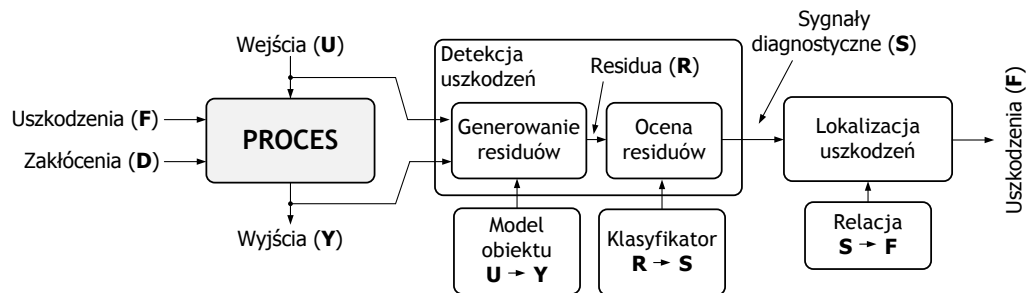 Wejścia (U)
Uszkodzenia (F)
Zakłócenia (D)
PROCES
Wyjścia (Y)
Detekcja
uszkodzeń
Generowanie
residuów
Residua (R)
Ocena
residuów
Sygnały
diagnostyczne (S)
Lokalizacja
uszkodzeń
Uszkodzenia (F)
Model
obiektu
U → Y
Klasyfikator
R → S
Relacja
S → F